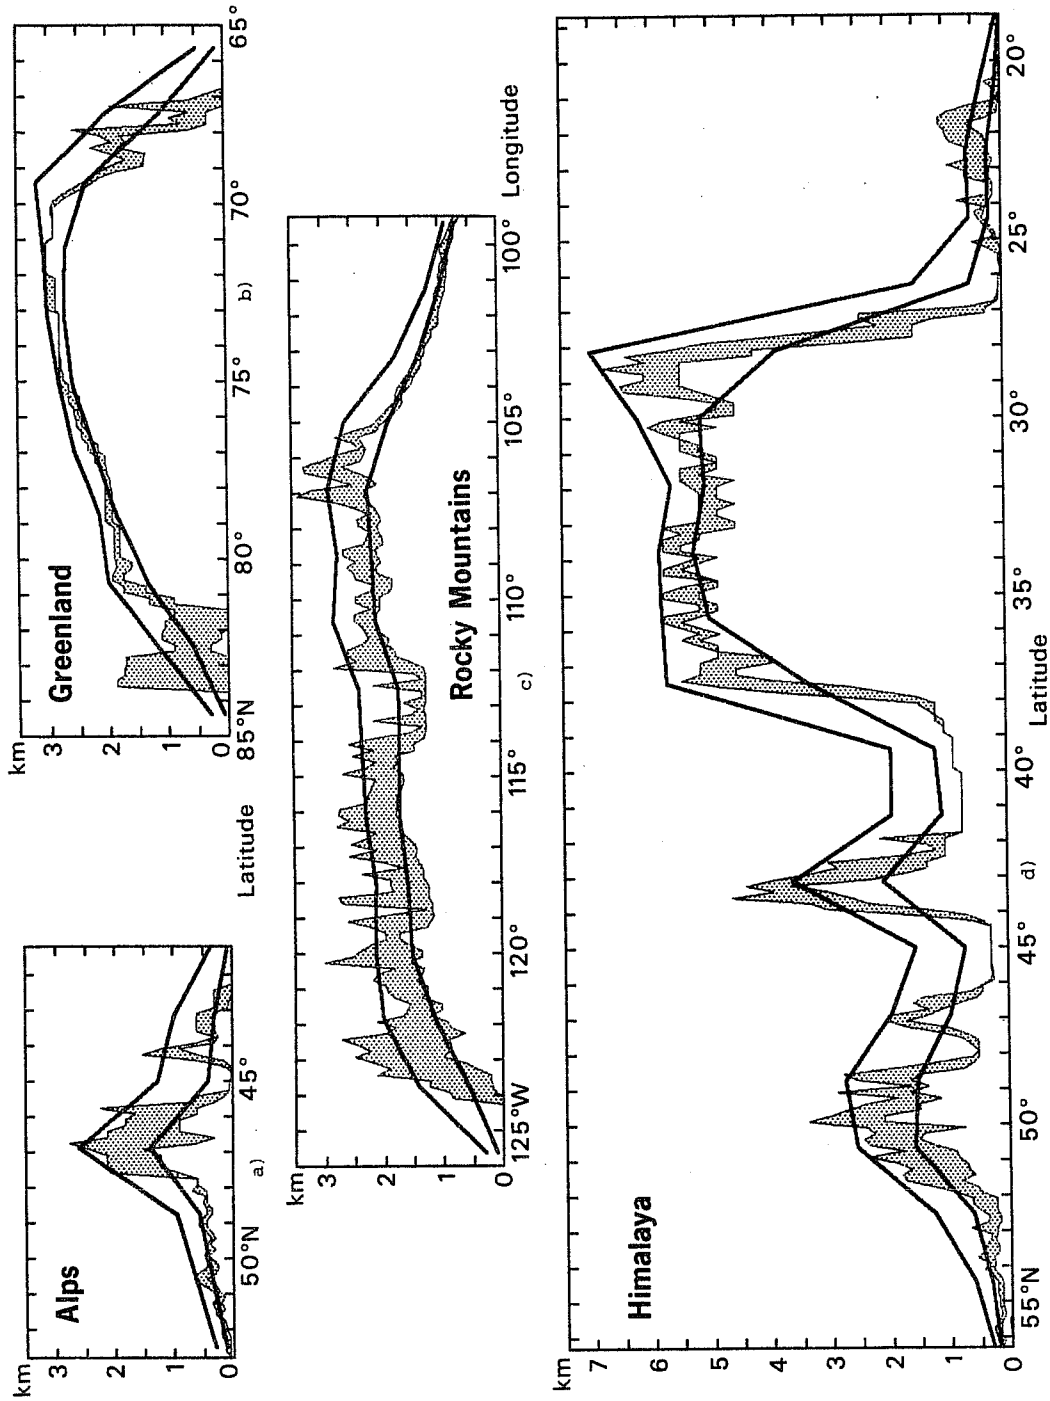 Alps
km
3
2
1
0
50°N
45°
a)
Latitude
Greenland
km
3
2
1
0
85°N
80°
75°
70°
65°
b)
Rocky Mountains
km
3
2
1
0
125°W
120°
115°
110°
105°
100°
Longitude
c)
Himalaya
km
7
6
5
4
3
2
1
0
55°N
50°
45°
40°
35°
30°
25°
20°
d)
Latitude